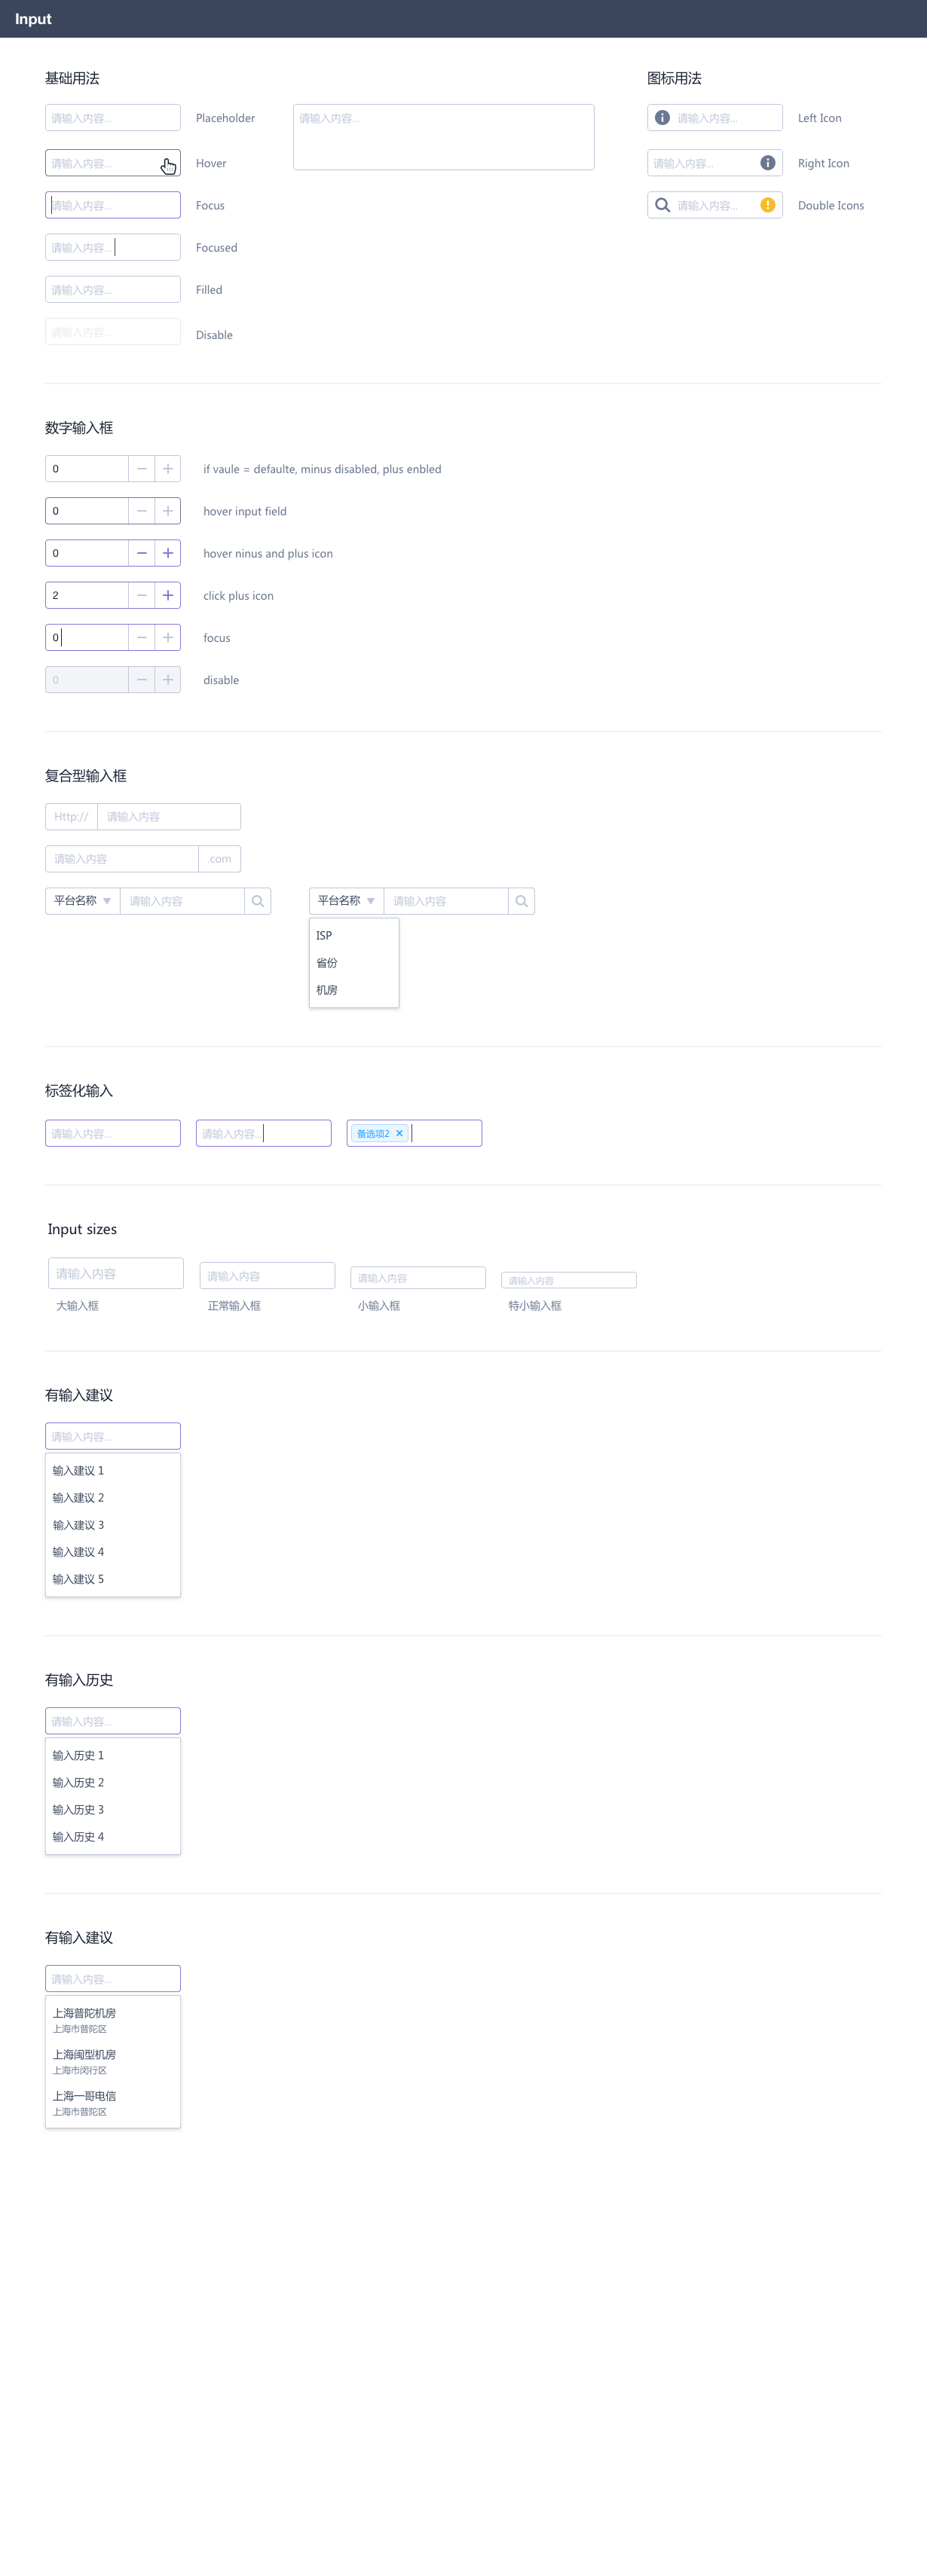 Input
基础用法
图标用法
请输入内容...
Placeholder
请输入内容...
请输入内容...
Left Icon
请输入内容...
Hover
请输入内容...
Right Icon
请输入内容...
Focus
请输入内容...
Double Icons
请输入内容...
Focused
请输入内容...
Filled
请输入内容...
Disable
数字输入框
0
if vaule = defaulte, minus disabled, plus enbled
0
hover input field
0
hover ninus and plus icon
2
click plus icon
0
focus
0
disable
复合型输入框
Http://
请输入内容
请输入内容
.com
平台名称
请输入内容
平台名称
请输入内容
ISP
省份
机房
标签化输入
请输入内容...
请输入内容...
备选项2
Input sizes
请输入内容
请输入内容
请输入内容
请输入内容
大输入框
正常输入框
小输入框
特小输入框
有输入建议
请输入内容...
输入建议 1
输入建议 2
输入建议 3
输入建议 4
输入建议 5
有输入历史
请输入内容...
输入历史 1
输入历史 2
输入历史 3
输入历史 4
有输入建议
请输入内容...
上海普陀机房
上海市普陀区
上海闽型机房
上海市闵行区
上海一哥电信
上海市普陀区